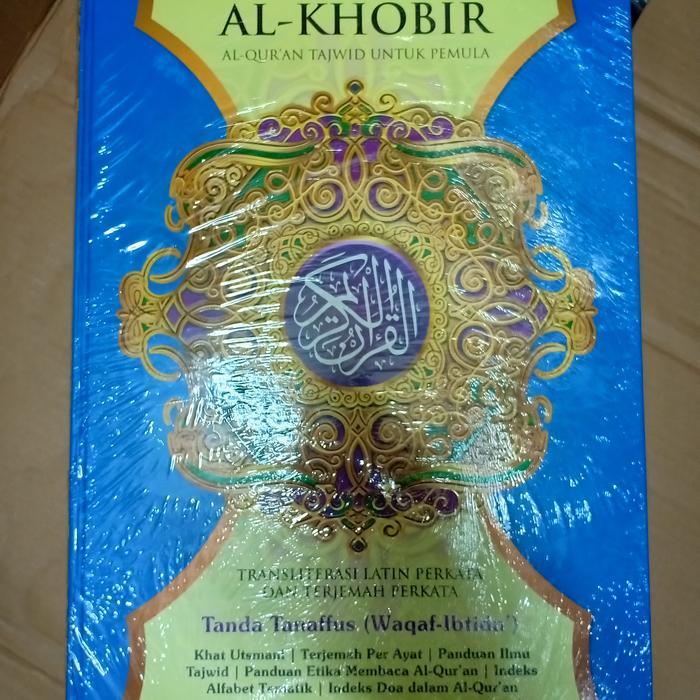 AL-KHOBIR
AL-QUR'AN TAJWID UNTUK PEMULA
القرآن الكريم
TRANSLITERASI LATIN PERKATA
DAN TERJEMAH PERKATA
Tanda Tanaffus (Waqaf-Ibtida')
Khat Utsmani | Terjemah Per Ayat | Panduan Ilmu
Tajwid | Panduan Etika Membaca Al-Qur'an | Indeks
Alfabet Tematik | Indeks Doa dalam Al-Qur'an